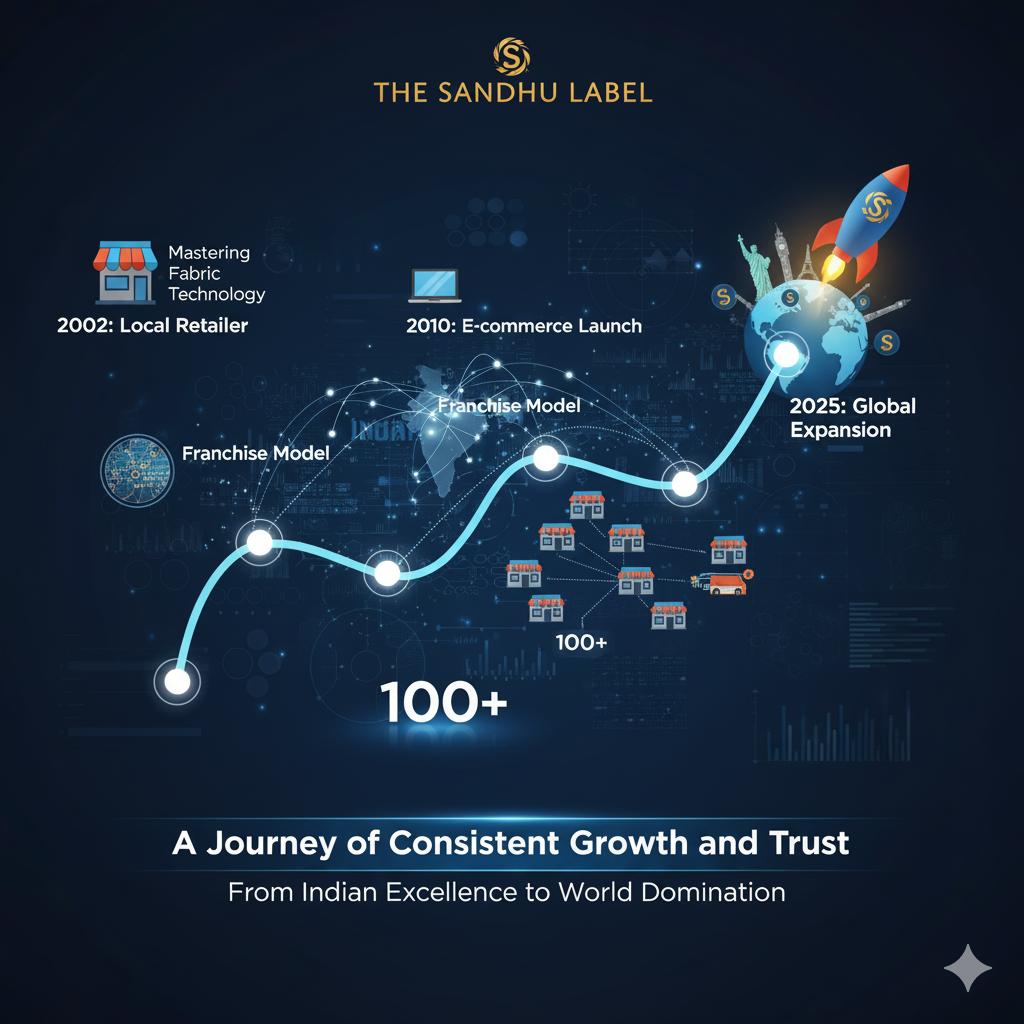 THE SANDHU LABEL
Mastering
Fabric
Technology
2002: Local Retailer
2010: E-commerce Launch
Franchise Model
Franchise Model
2025: Global
Expansion
100+
100+
A Journey of Consistent Growth and Trust
From Indian Excellence to World Domination